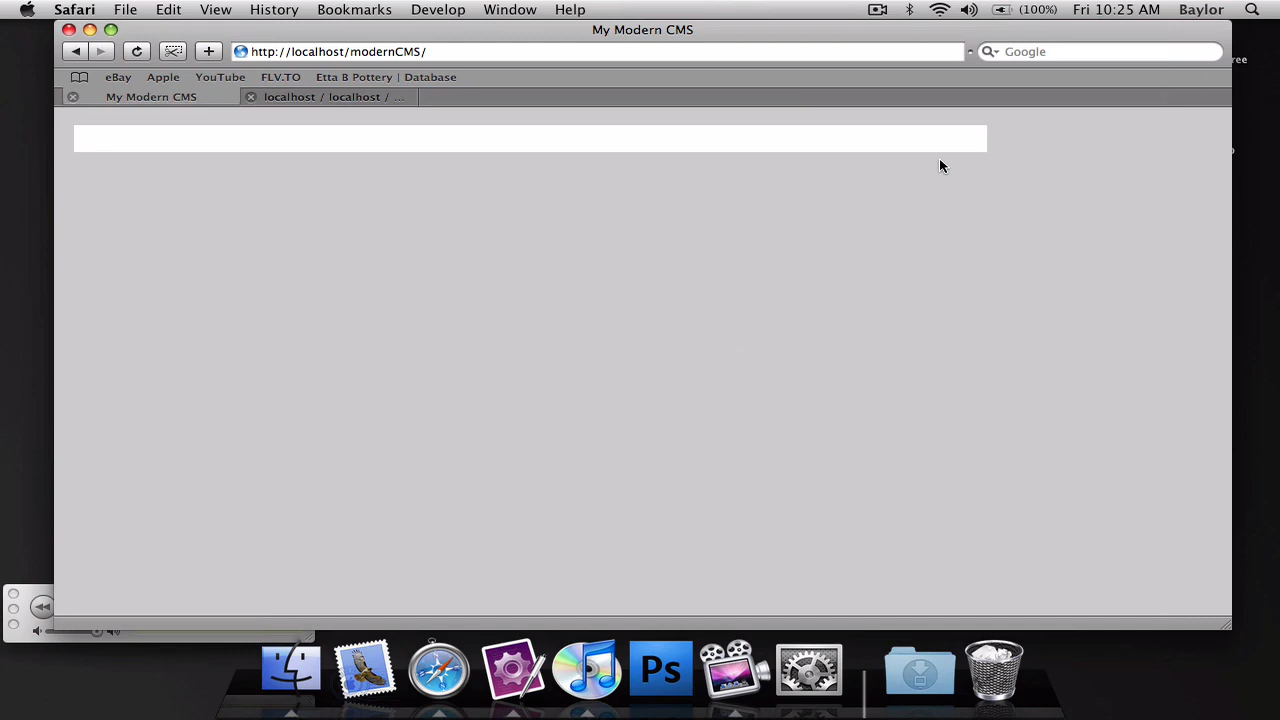 Safari File Edit View History Bookmarks Develop Window Help (100%) Fri 10:25 AM Baylor
My Modern CMS
http://localhost/modernCMS/ Google
eBay Apple YouTube FLV.TO Etta B Pottery | Database
My Modern CMS localhost / localhost / ...
ree
Ps